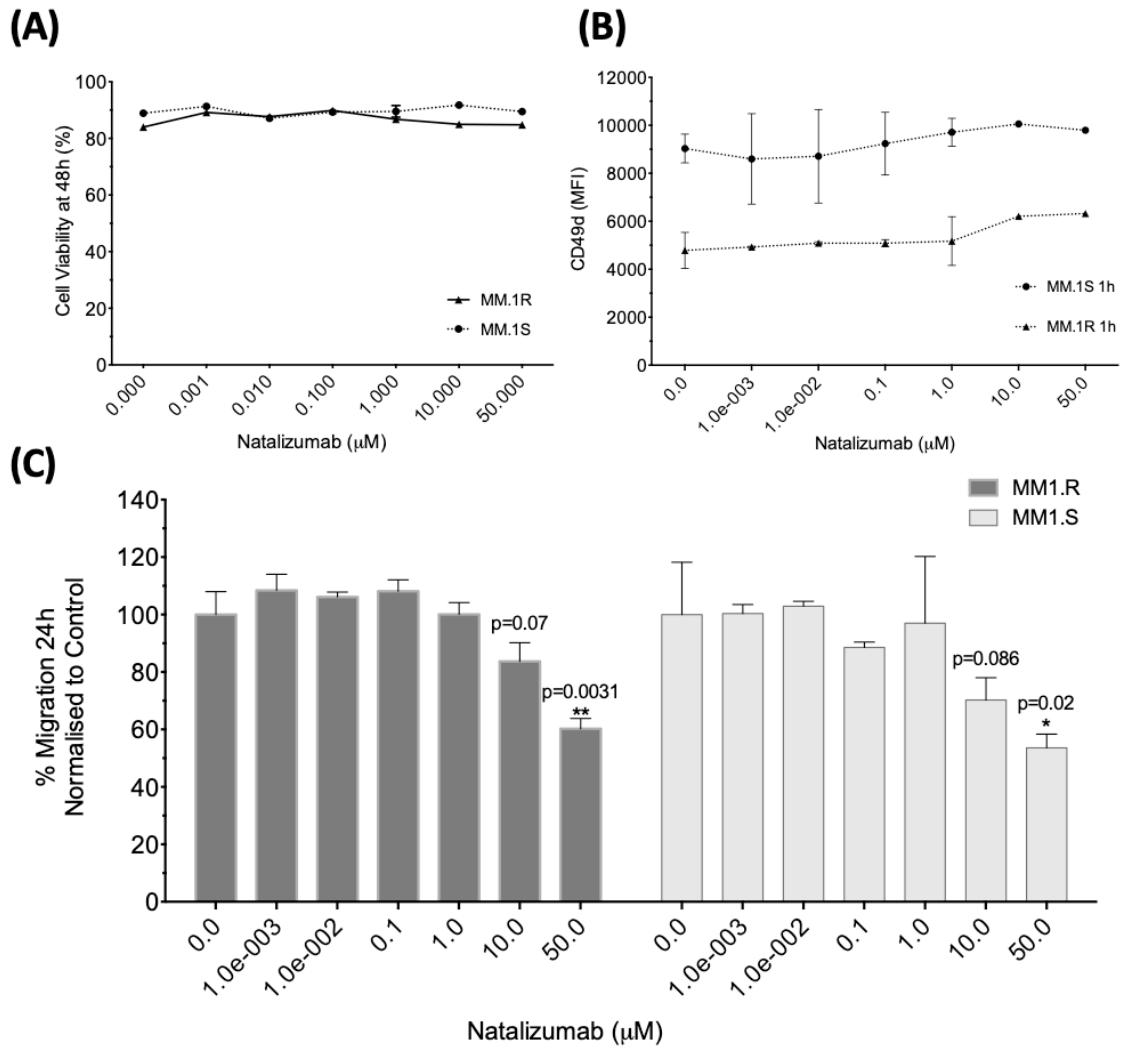 (A)
100
80
60
40
20
0
Cell Viability at 48h (%)
MM.1R
MM.1S
0.000
0.001
0.010
0.100
1.000
10.000
50.000
Natalizumab (μM)
(B)
12000
10000
8000
6000
4000
2000
0
CD49d (MFI)
MM.1S 1h
MM.1R 1h
0.0
1.0e-003
1.0e-002
0.1
1.0
10.0
50.0
Natalizumab (μM)
(C)
MM1.R
MM1.S
140
120
100
80
60
40
20
0
% Migration 24h
Normalised to Control
p=0.07
p=0.0031
**
p=0.086
p=0.02
*
0.0
1.0e-003
1.0e-002
0.1
1.0
10.0
50.0
0.0
1.0e-003
1.0e-002
0.1
1.0
10.0
50.0
Natalizumab (μM)